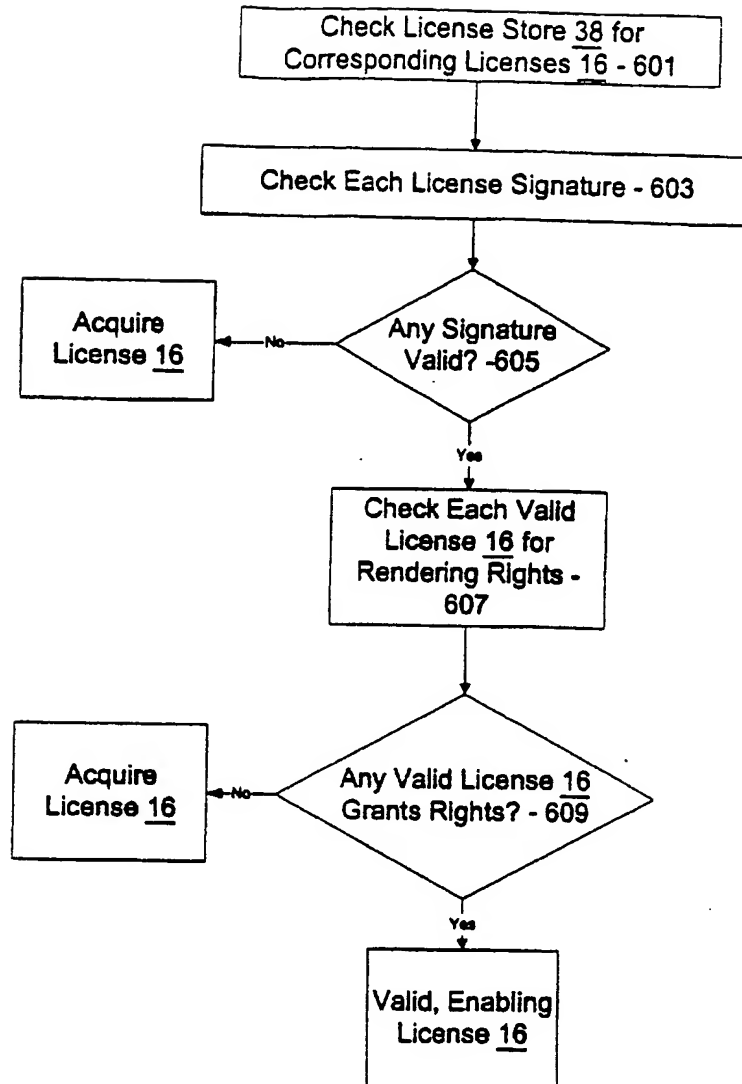 Check License Store 38 for
Corresponding Licenses 16 - 601
Check Each License Signature - 603
Acquire
License 16
No
Any Signature
Valid? -605
Yes
Check Each Valid
License 16 for
Rendering Rights -
607
Acquire
License 16
No
Any Valid License 16
Grants Rights? - 609
Yes
Valid, Enabling
License 16